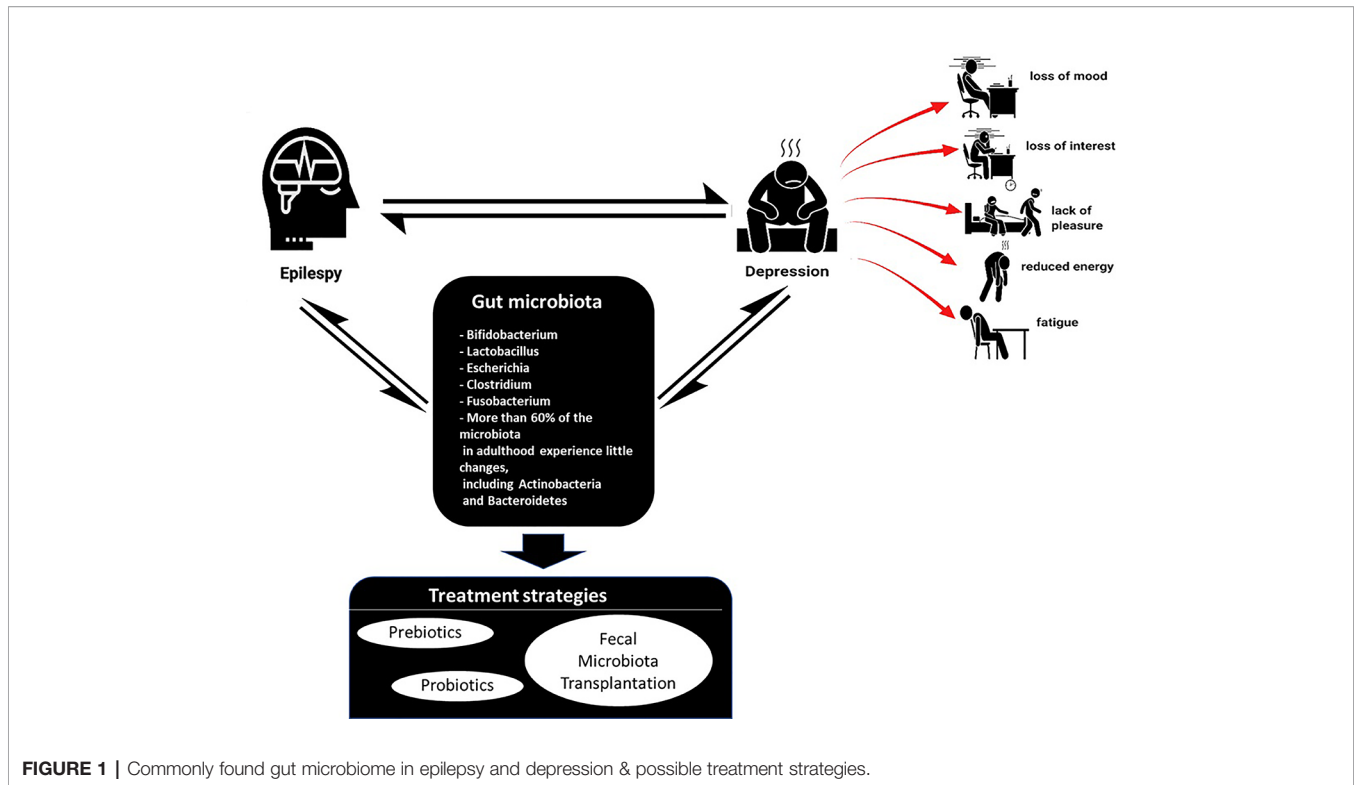 loss of mood
loss of interest
lack of
pleasure
reduced energy
fatigue
Epilespy
Depression
Gut microbiota
- Bifidobacterium
- Lactobacillus
- Escherichia
- Clostridium
- Fusobacterium
- More than 60% of the
microbiota
in adulthood experience little
changes,
including Actinobacteria
and Bacteroidetes
Treatment strategies
Prebiotics
Probiotics
Fecal
Microbiota
Transplantation
FIGURE 1 | Commonly found gut microbiome in epilepsy and depression & possible treatment strategies.